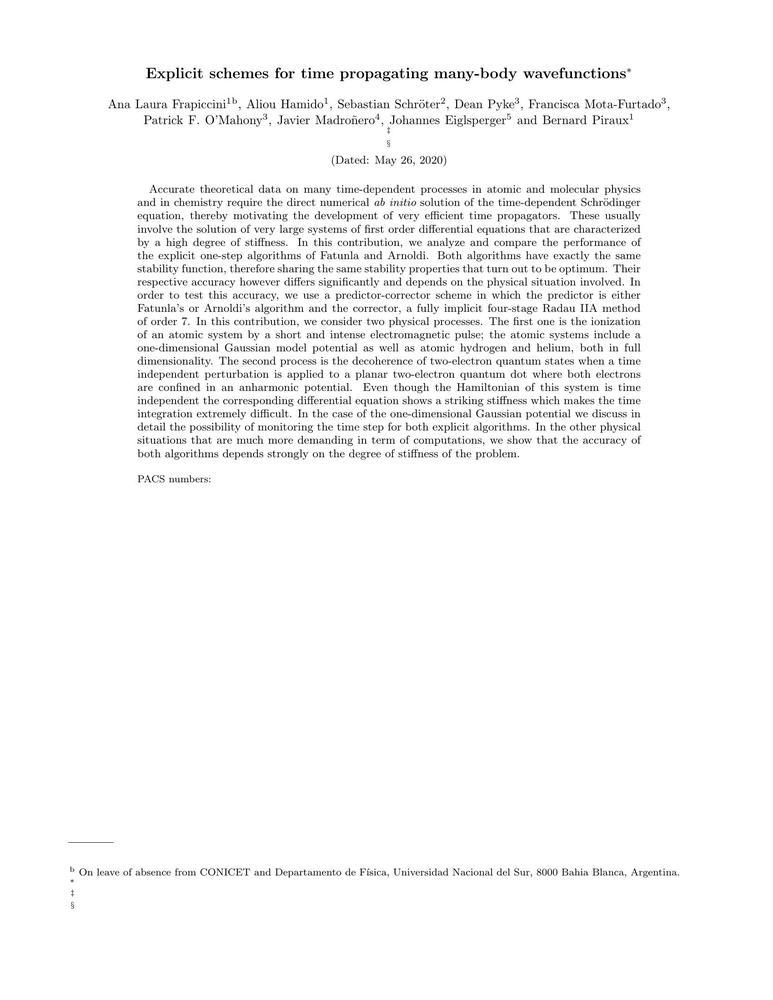 Explicit schemes for time propagating many-body wavefunctions*
Ana Laura Frapiccini1b, Aliou Hamido1, Sebastian Schröter2, Dean Pyke3, Francisca Mota-Furtado3,
Patrick F. O'Mahony3, Javier Madroñero4, Johannes Eiglsperger5 and Bernard Piraux1
‡
§
(Dated: May 26, 2020)
Accurate theoretical data on many time-dependent processes in atomic and molecular physics
and in chemistry require the direct numerical ab initio solution of the time-dependent Schrödinger
equation, thereby motivating the development of very efficient time propagators. These usually
involve the solution of very large systems of first order differential equations that are characterized
by a high degree of stiffness. In this contribution, we analyze and compare the performance of
the explicit one-step algorithms of Fatunla and Arnoldi. Both algorithms have exactly the same
stability function, therefore sharing the same stability properties that turn out to be optimum. Their
respective accuracy however differs significantly and depends on the physical situation involved. In
order to test this accuracy, we use a predictor-corrector scheme in which the predictor is either
Fatunla's or Arnoldi's algorithm and the corrector, a fully implicit four-stage Radau IIA method
of order 7. In this contribution, we consider two physical processes. The first one is the ionization
of an atomic system by a short and intense electromagnetic pulse; the atomic systems include a
one-dimensional Gaussian model potential as well as atomic hydrogen and helium, both in full
dimensionality. The second process is the decoherence of two-electron quantum states when a time
independent perturbation is applied to a planar two-electron quantum dot where both electrons
are confined in an anharmonic potential. Even though the Hamiltonian of this system is time
independent the corresponding differential equation shows a striking stiffness which makes the time
integration extremely difficult. In the case of the one-dimensional Gaussian potential we discuss in
detail the possibility of monitoring the time step for both explicit algorithms. In the other physical
situations that are much more demanding in term of computations, we show that the accuracy of
both algorithms depends strongly on the degree of stiffness of the problem.
PACS numbers:
b On leave of absence from CONICET and Departamento de Física, Universidad Nacional del Sur, 8000 Bahia Blanca, Argentina.
*
‡
§